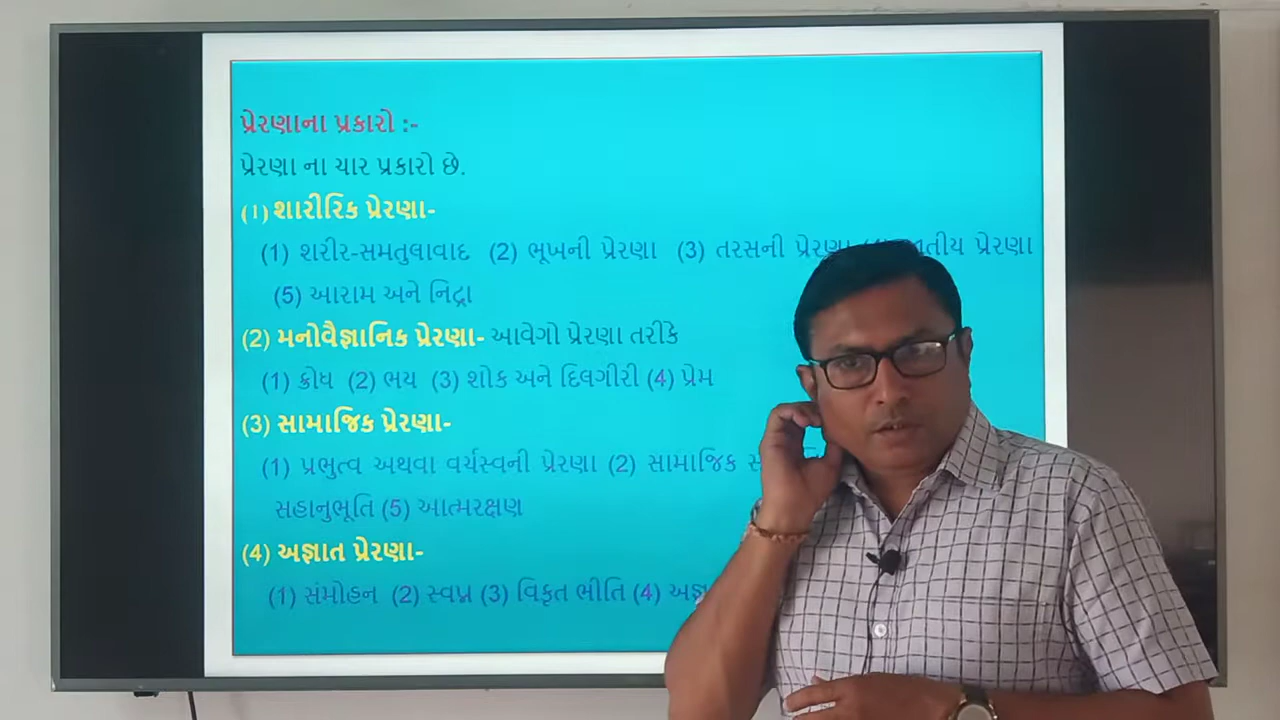 પ્રેરણાના પ્રકારો :-
પ્રેરણા ના ચાર પ્રકારો છે.
(1) શારીરિક પ્રેરણા-
(1) શરીર-સમતુલાવાદ (2) ભૂખની પ્રેરણા (3) તરસની પ્રેરણા પ્રેરણા
(5) આરામ અને નિદ્રા
(2) મનોવૈજ્ઞાનિક પ્રેરણા- આવેગો પ્રેરણા તરીકે
(1) ક્રોધ (2) ભય (3) શોક અને દિલગીરી (4) પ્રેમ
(3) સામાજિક પ્રેરણા-
(1) પ્રભુત્વ અથવા વર્ચસ્વની પ્રેરણા (2) સામાજિક
સહાનુભૂતિ (5) આત્મરક્ષણ
(4) અજ્ઞાત પ્રેરણા-
(1) સંમોહન (2) સ્વપ્ન (3) વિકૃત ભીતિ (4)